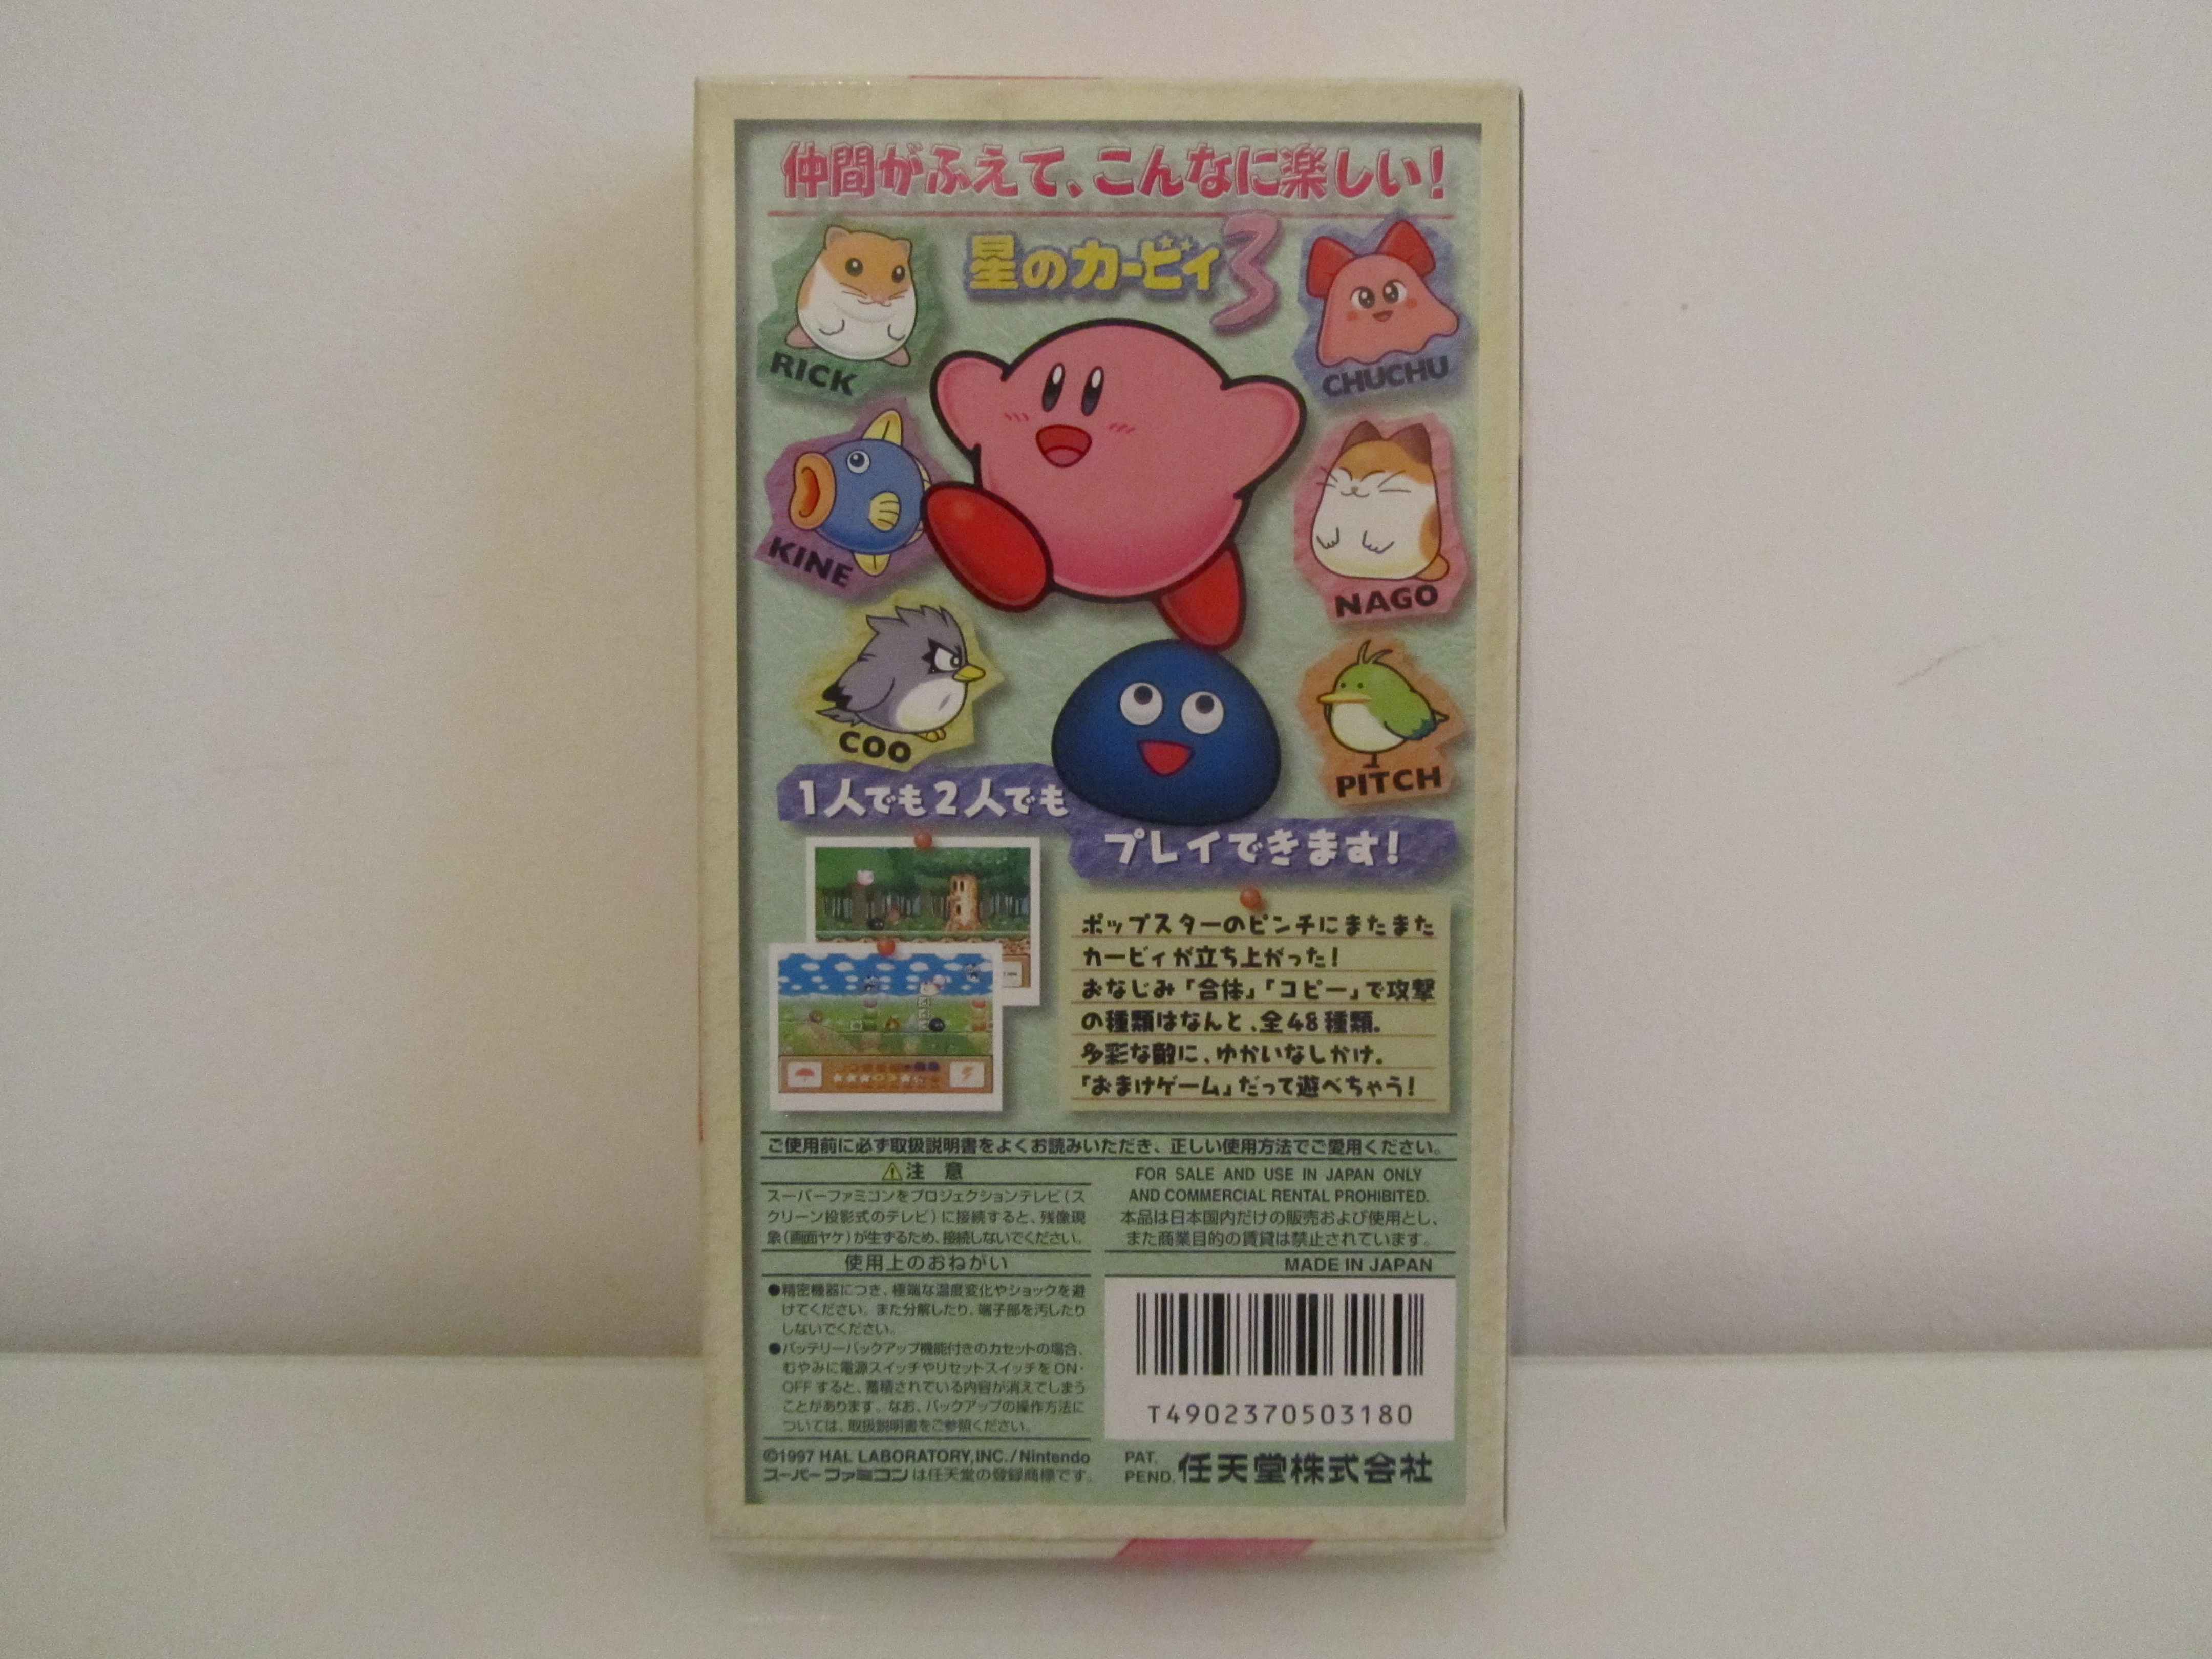 仲間がふえて、こんなに楽しい!
星のカービィ3
RICK
CHUCHU
KINE
NAGO
COO
PITCH
1人でも2人でも
プレイできます!
ポップスターのピンチにまたまた
カービィが立ち上がった!
おなじみ「合体」「コピー」で攻撃
の種類はなんと、全48種類。
多彩な敵に、ゆかいなしかけ。
「おまけゲーム」だって遊べちゃう!
ご使用前に必ず取扱説明書をよくお読みいただき、正しい使用方法でご愛用ください。
⚠注 意
スーパーファミコンをプロジェクションテレビ(ス
クリーン投影式のテレビ)に接続すると、残像現
象(画面ヤケ)が生ずるため、接続しないでください。
使用上のおねがい
●精密機器につき、極端な温度変化やショックを避
けてください。また分解したり、端子部を汚したり
しないでください。
●バッテリーバックアップ機能付きのカセットの場合、
むやみに電源スイッチやリセットスイッチをON・
OFFすると、蓄積されている内容が消えてしまう
ことがあります。なお、バックアップの操作方法に
ついては、取扱説明書をご参照ください。
FOR SALE AND USE IN JAPAN ONLY
AND COMMERCIAL RENTAL PROHIBITED.
本品は日本国内だけの販売および使用とし、
また商業目的の賃貸は禁止されています。
MADE IN JAPAN
T4902370503180
©1997 HAL LABORATORY, INC./Nintendo
スーパーファミコンは任天堂の登録商標です。
PAT.
PEND.
任天堂株式会社